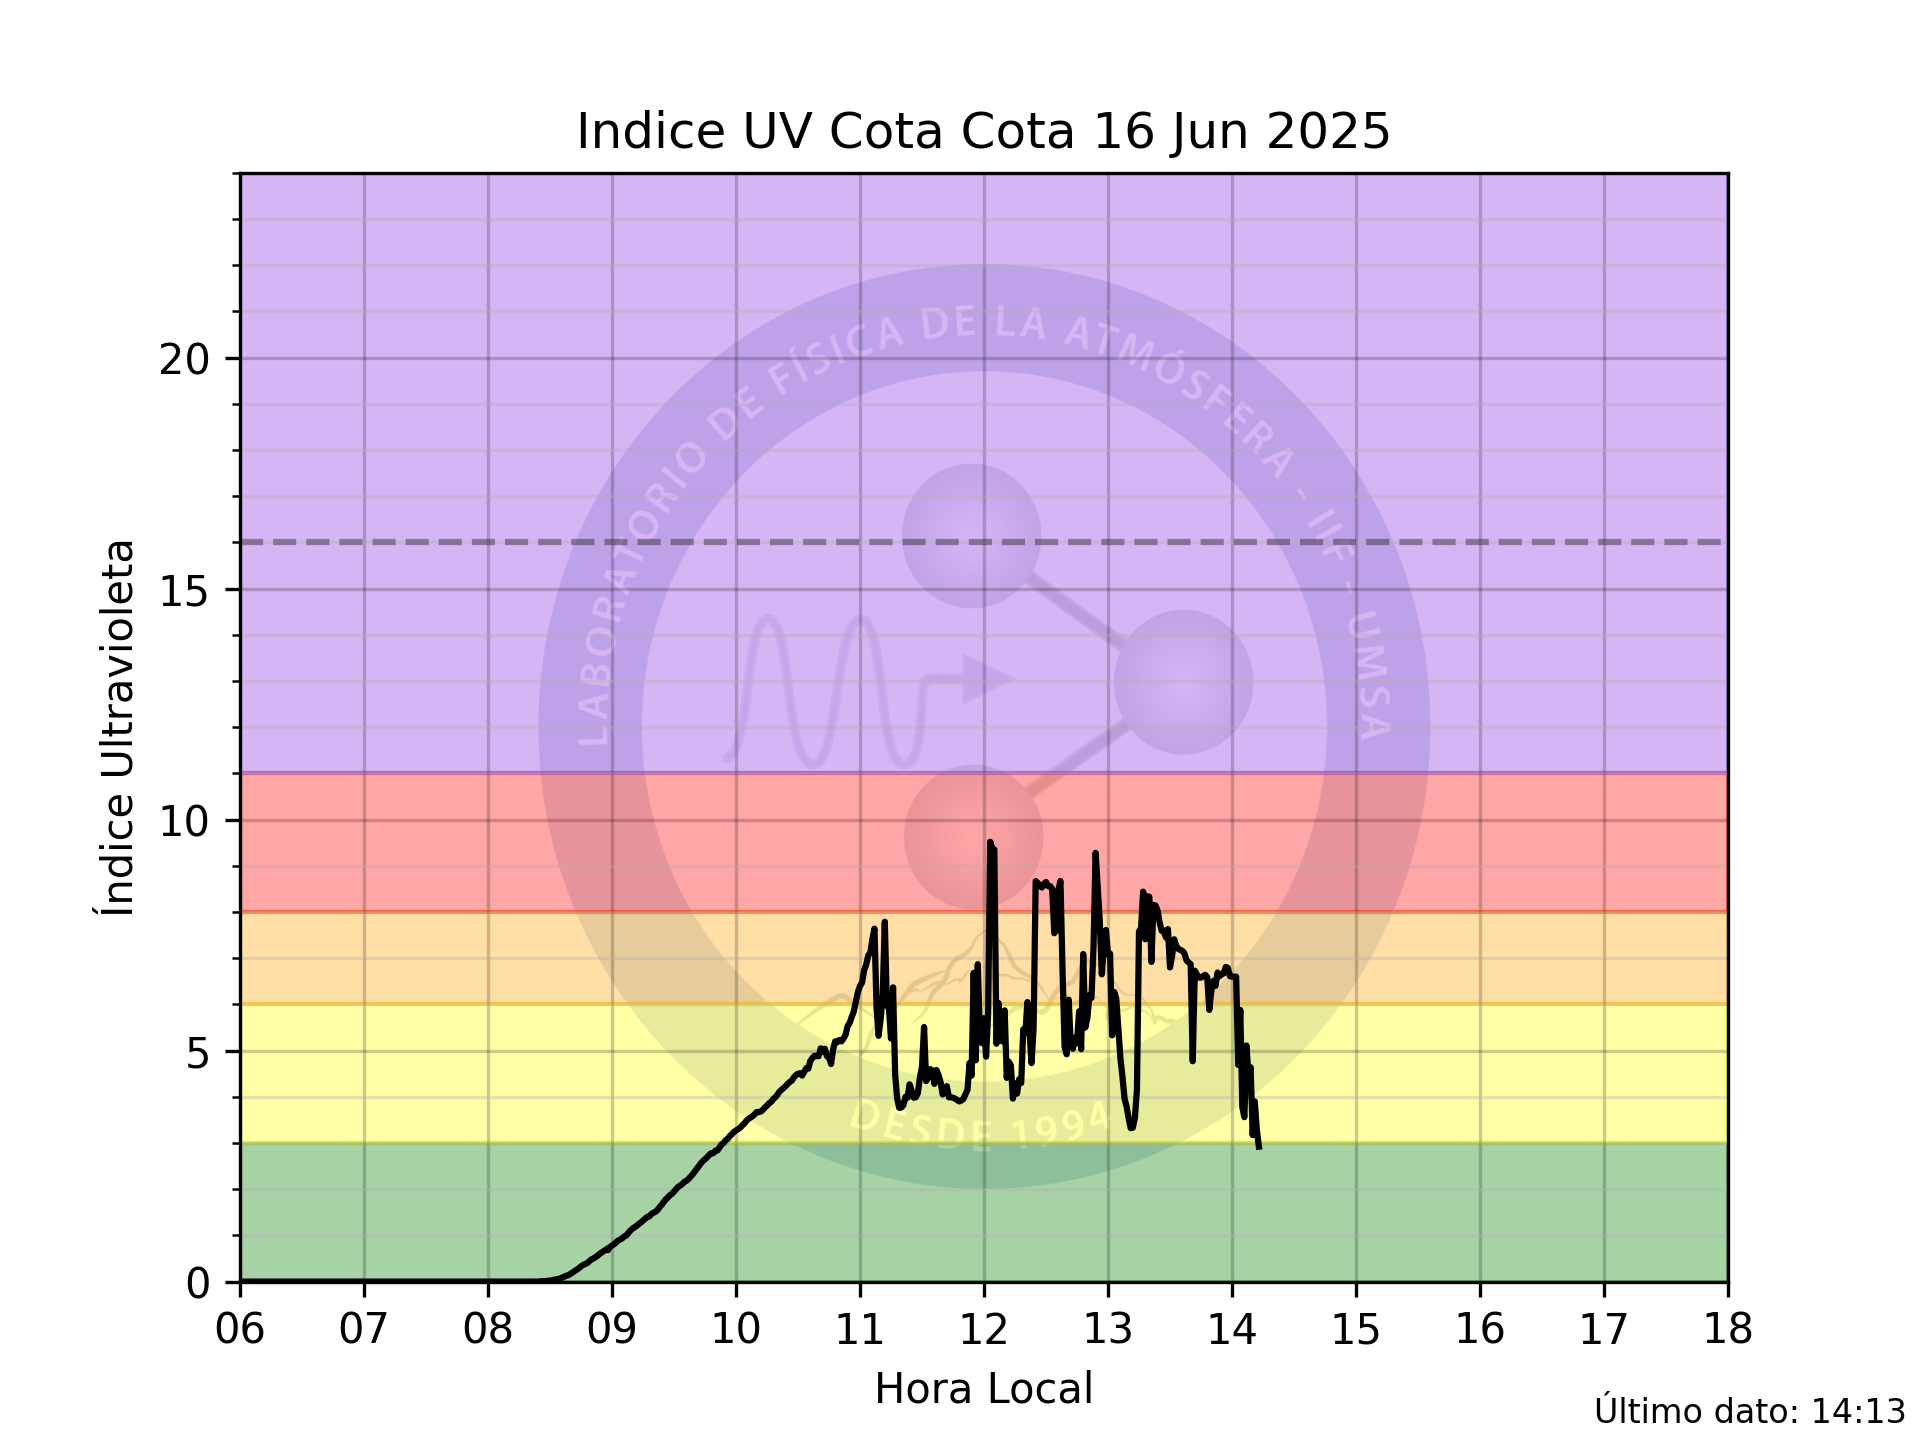 Indice UV Cota Cota 16 Jun 2025
LABORATORIO DE FÍSICA DE LA ATMÓSFERA - IIF - UMSA
DESDE 1994
Índice Ultravioleta
20
15
10
5
0
06 07 08 09 10 11 12 13 14 15 16 17 18
Hora Local
Último dato: 14:13